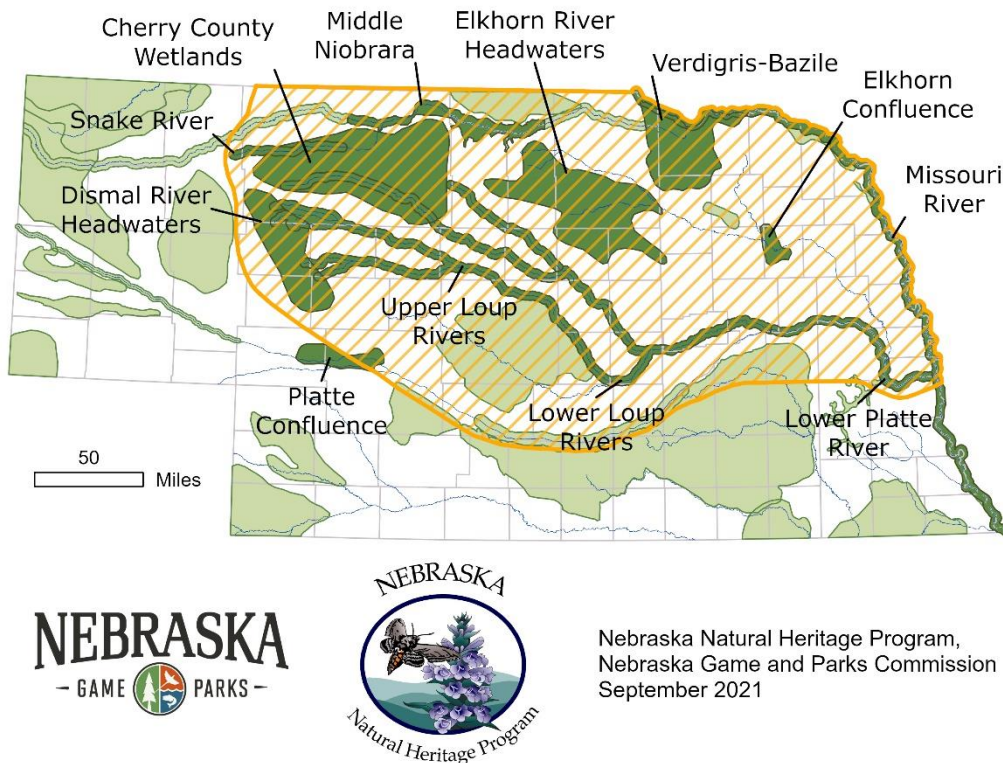 Cherry County
Wetlands
Middle
Niobrara
Elkhorn River
Headwaters
Verdigris-Bazile
Elkhorn
Confluence
Snake River
Dismal River
Headwaters
Missouri
River
Upper Loup
Rivers
Platte
Confluence
Lower Loup
Rivers
Lower Platte
River
50
Miles
NEBRASKA
GAME PARKS
NEBRASKA
Natural Heritage Program
Nebraska Natural Heritage Program,
Nebraska Game and Parks Commission
September 2021